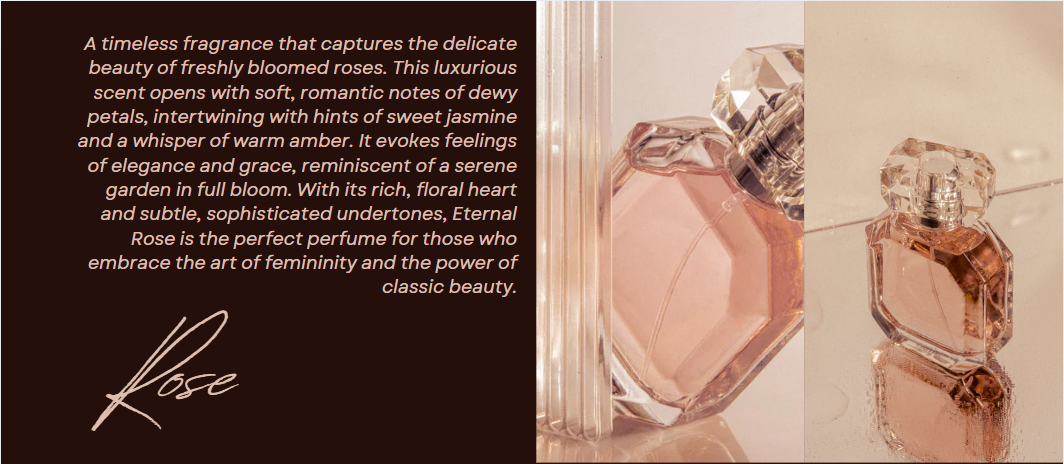 A timeless fragrance that captures the delicate
beauty of freshly bloomed roses. This luxurious
scent opens with soft, romantic notes of dewy
petals, intertwining with hints of sweet jasmine
and a whisper of warm amber. It evokes feelings
of elegance and grace, reminiscent of a serene
garden in full bloom. With its rich, floral heart
and subtle, sophisticated undertones, Eternal
Rose is the perfect perfume for those who
embrace the art of femininity and the power of
classic beauty.
Rose